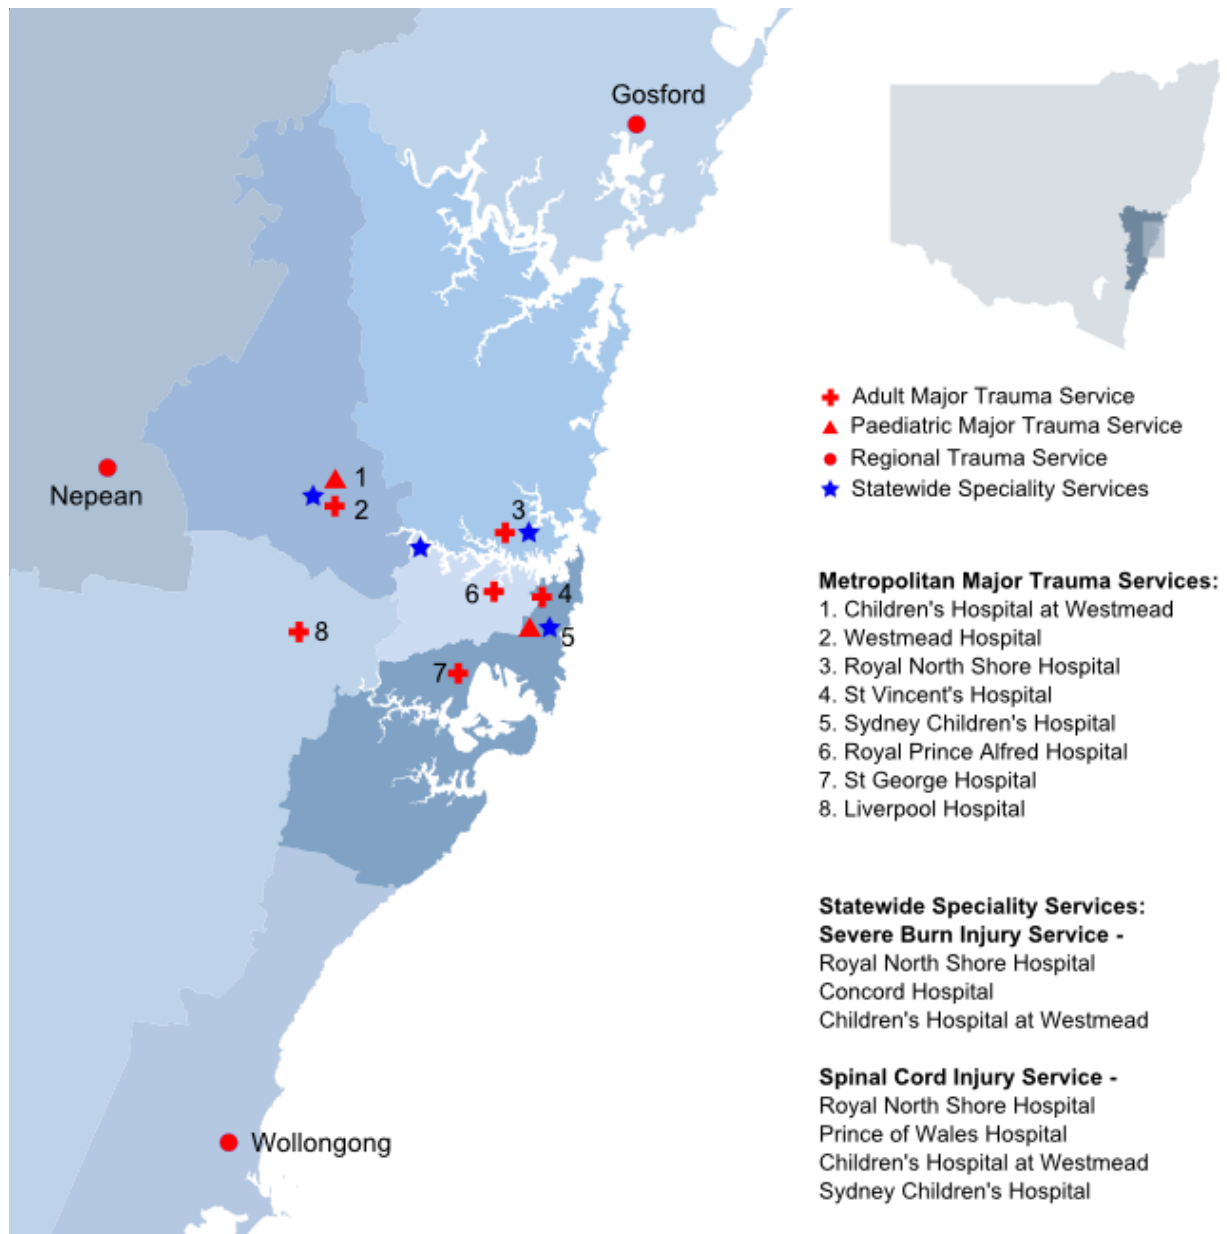 Gosford
Nepean
1
2
3
4
5
6
7
8
Wollongong
Adult Major Trauma Service
Paediatric Major Trauma Service
Regional Trauma Service
Statewide Speciality Services
Metropolitan Major Trauma Services:
1. Children's Hospital at Westmead
2. Westmead Hospital
3. Royal North Shore Hospital
4. St Vincent's Hospital
5. Sydney Children's Hospital
6. Royal Prince Alfred Hospital
7. St George Hospital
8. Liverpool Hospital
Statewide Speciality Services:
Severe Burn Injury Service -
Royal North Shore Hospital
Concord Hospital
Children's Hospital at Westmead
Spinal Cord Injury Service -
Royal North Shore Hospital
Prince of Wales Hospital
Children's Hospital at Westmead
Sydney Children's Hospital